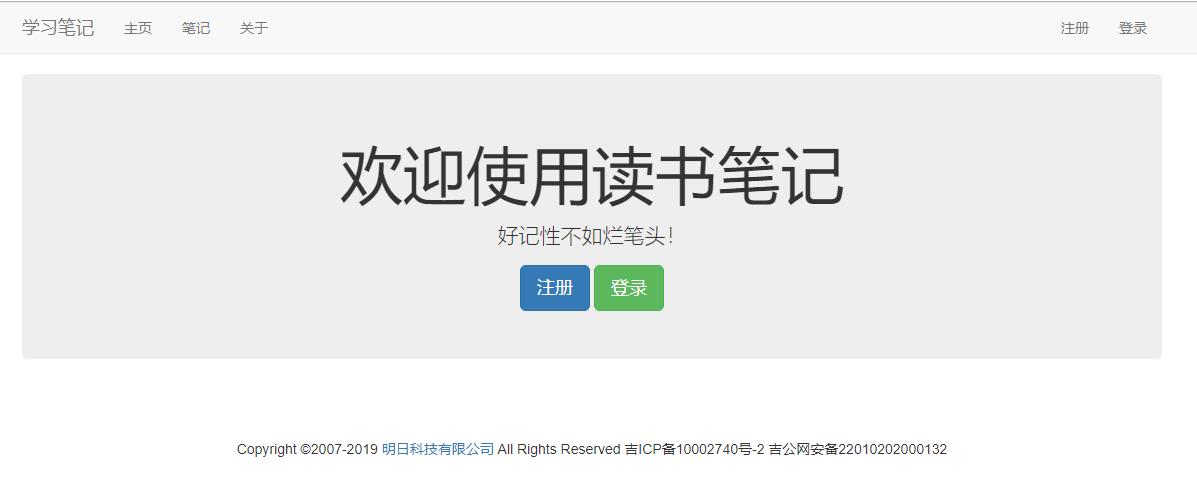 学习笔记 主页 笔记 关于 注册 登录
欢迎使用读书笔记
好记性不如烂笔头！
注册 登录
Copyright ©2007-2019 明日科技有限公司 All Rights Reserved 吉ICP备10002740号-2 吉公网安备22010202000132